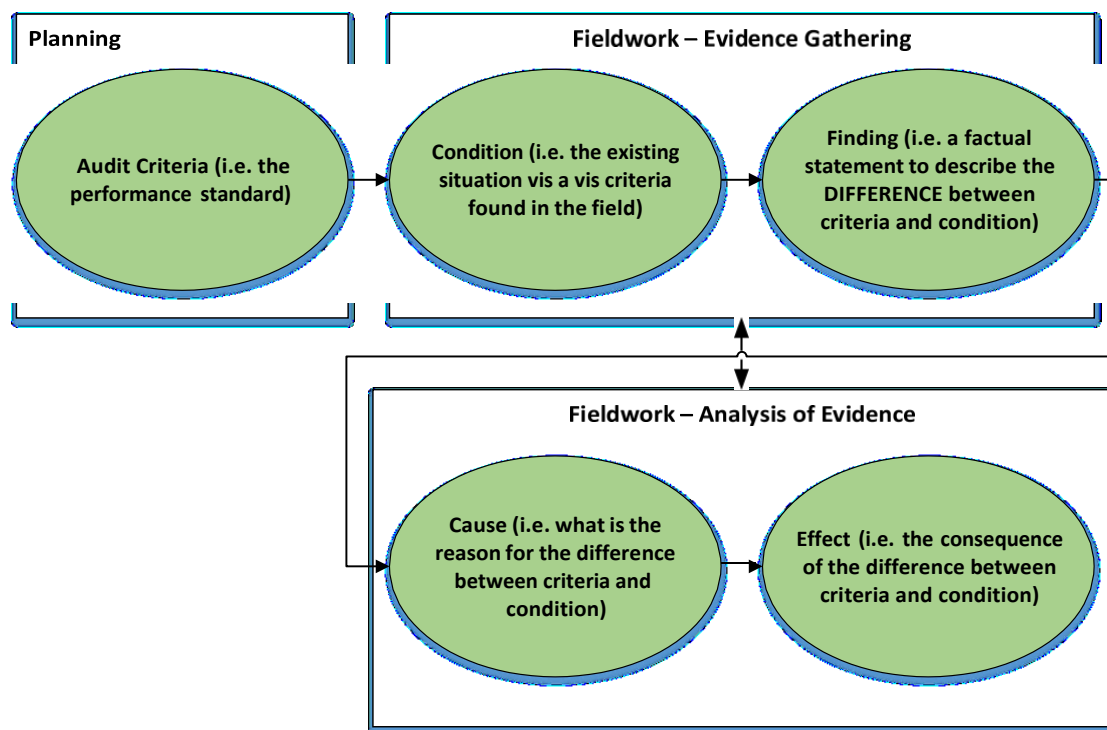 Planning
Fieldwork – Evidence Gathering
Audit Criteria (i.e. the
performance standard)
Condition (i.e. the existing
situation vis a vis criteria
found in the field)
Finding (i.e. a factual
statement to describe the
DIFFERENCE between
criteria and condition)
Fieldwork – Analysis of Evidence
Cause (i.e. what is the
reason for the difference
between criteria and
condition)
Effect (i.e. the consequence
of the difference between
criteria and condition)